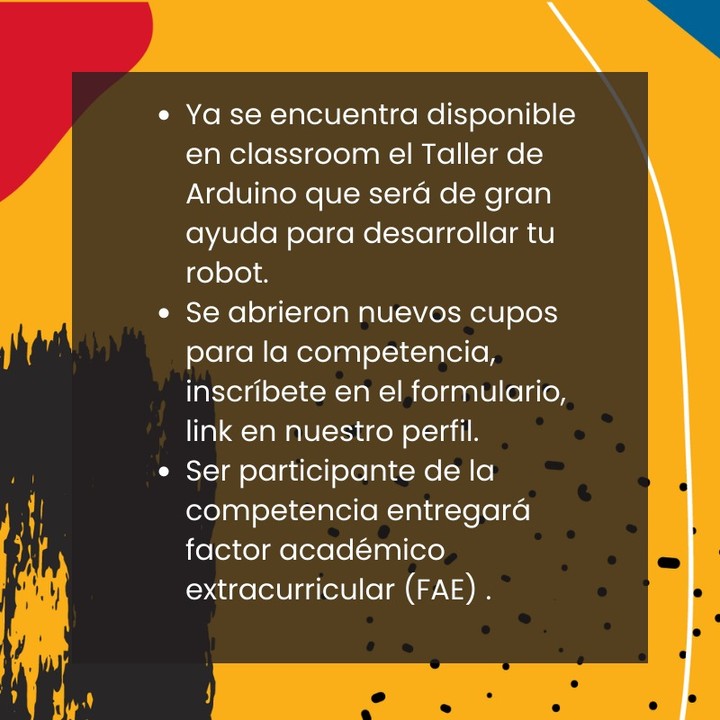 • Ya se encuentra disponible
en classroom el Taller de
Arduino que será de gran
ayuda para desarrollar tu
robot.
• Se abrieron nuevos cupos
para la competencia,
inscríbete en el formulario,
link en nuestro perfil.
• Ser participante de la
competencia entregará
factor académico
extracurricular (FAE) .